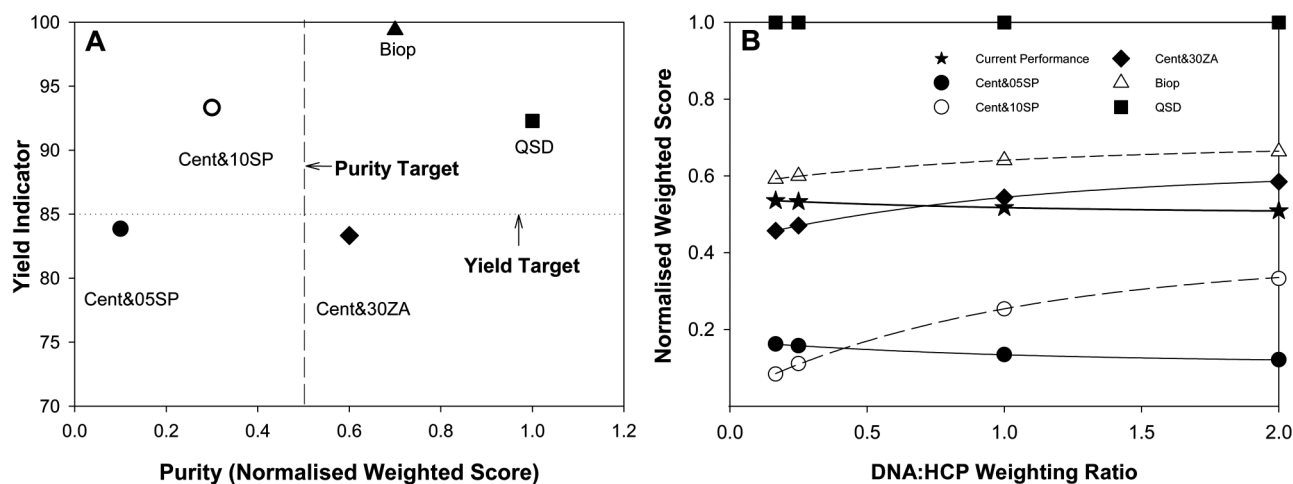 A
Yield Indicator
100
95
90
85
80
75
70
0.0
0.2
0.4
0.6
0.8
1.0
1.2
Purity (Normalised Weighted Score)
Biop
Cent&10SP
QSD
Purity Target
Yield Target
Cent&05SP
Cent&30ZA
B
Normalised Weighted Score
1.0
0.8
0.6
0.4
0.2
0.0
0.5
1.0
1.5
2.0
DNA:HCP Weighting Ratio
Current Performance
Cent&05SP
Cent&10SP
Cent&30ZA
Biop
QSD